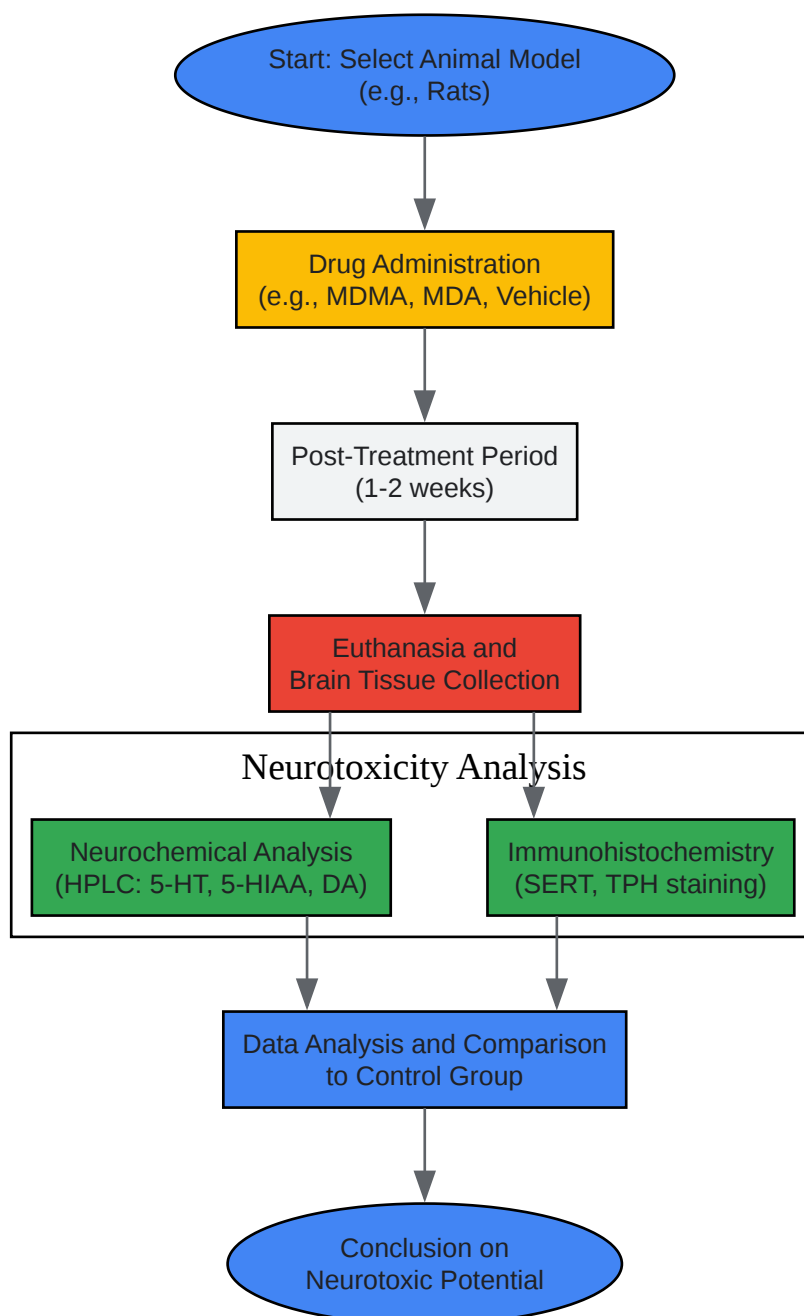 Start: Select Animal Model
(e.g., Rats)
Drug Administration
(e.g., MDMA, MDA, Vehicle)
Post-Treatment Period
(1-2 weeks)
Euthanasia and
Brain Tissue Collection
Neurotoxicity Analysis
Neurochemical Analysis
(HPLC: 5-HT, 5-HIAA, DA)
Immunohistochemistry
(SERT, TPH staining)
Data Analysis and Comparison
to Control Group
Conclusion on
Neurotoxic Potential